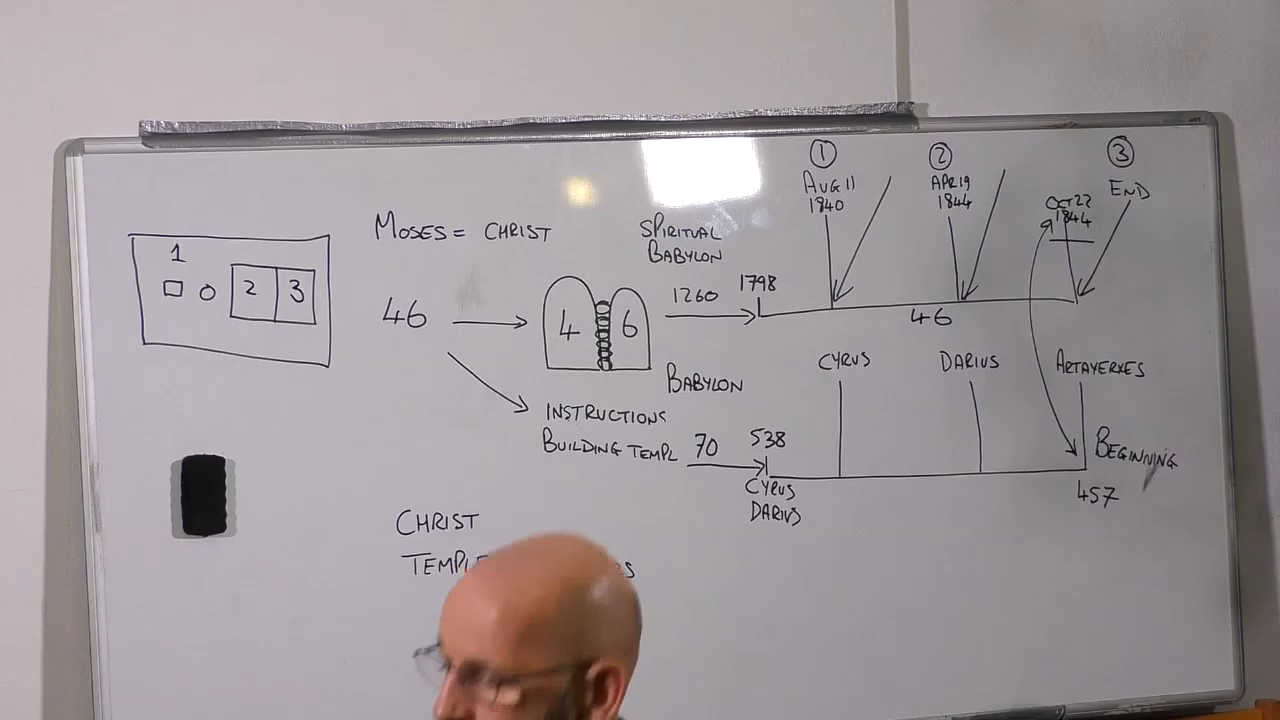 1
2 3
MOSES = CHRIST
46
4 6
INSTRUCTIONS
BUILDING TEMPL
SPIRITUAL
BABYLON
1260
1798
1
AUG 11
1840
2
APR 19
1844
3
END
OCT 22
1844
46
BABYLON
70
538
CYRUS
DARIUS
CYRUS
DARIUS
ARTAXERXES
BEGINNING
457
CHRIST
TEMPLE